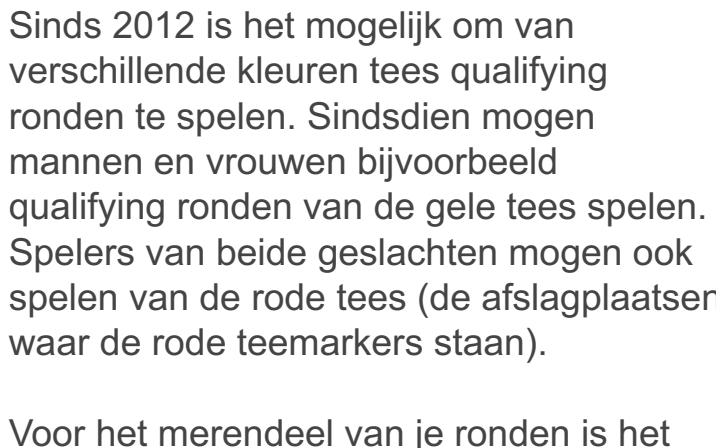 Sinds 2012 is het mogelijk om van
verschillende kleuren tees qualifying
ronden te spelen. Sindsdien mogen
mannen en vrouwen bijvoorbeeld
qualifying ronden van de gele tees spelen.
Spelers van beide geslachten mogen ook
spelen van de rode tees (de afslagplaatsen
waar de rode teemarkers staan).

Voor het merendeel van je ronden is het